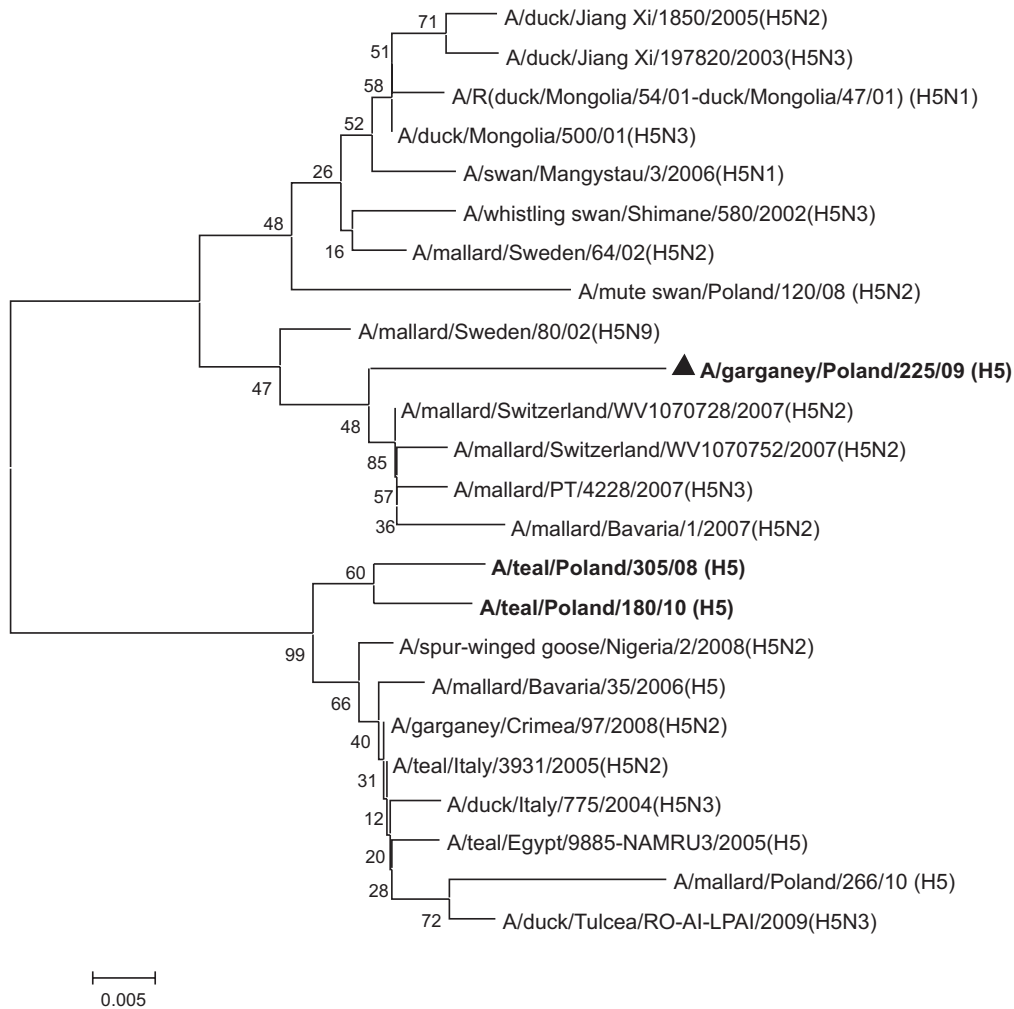 71
A/duck/Jiang Xi/1850/2005(H5N2)
51
A/duck/Jiang Xi/197820/2003(H5N3)
58
A/R(duck/Mongolia/54/01-duck/Mongolia/47/01) (H5N1)
52
A/duck/Mongolia/500/01(H5N3)
26
A/swan/Mangystau/3/2006(H5N1)
48
A/whistling swan/Shimane/580/2002(H5N3)
16
A/mallard/Sweden/64/02(H5N2)
A/mute swan/Poland/120/08 (H5N2)
A/mallard/Sweden/80/02(H5N9)
47
A/garganey/Poland/225/09 (H5)
48
A/mallard/Switzerland/WV1070728/2007(H5N2)
85
A/mallard/Switzerland/WV1070752/2007(H5N2)
57
A/mallard/PT/4228/2007(H5N3)
36
A/mallard/Bavaria/1/2007(H5N2)
60
A/teal/Poland/305/08 (H5)
A/teal/Poland/180/10 (H5)
99
A/spur-winged goose/Nigeria/2/2008(H5N2)
66
A/mallard/Bavaria/35/2006(H5)
40
A/garganey/Crimea/97/2008(H5N2)
31
A/teal/Italy/3931/2005(H5N2)
12
A/duck/Italy/775/2004(H5N3)
20
A/teal/Egypt/9885-NAMRU3/2005(H5)
28
A/mallard/Poland/266/10 (H5)
72
A/duck/Tulcea/RO-AI-LPAI/2009(H5N3)
0.005